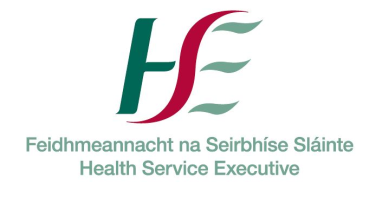 HSE
Feidhmeannacht na Seirbhíse Sláinte
Health Service Executive